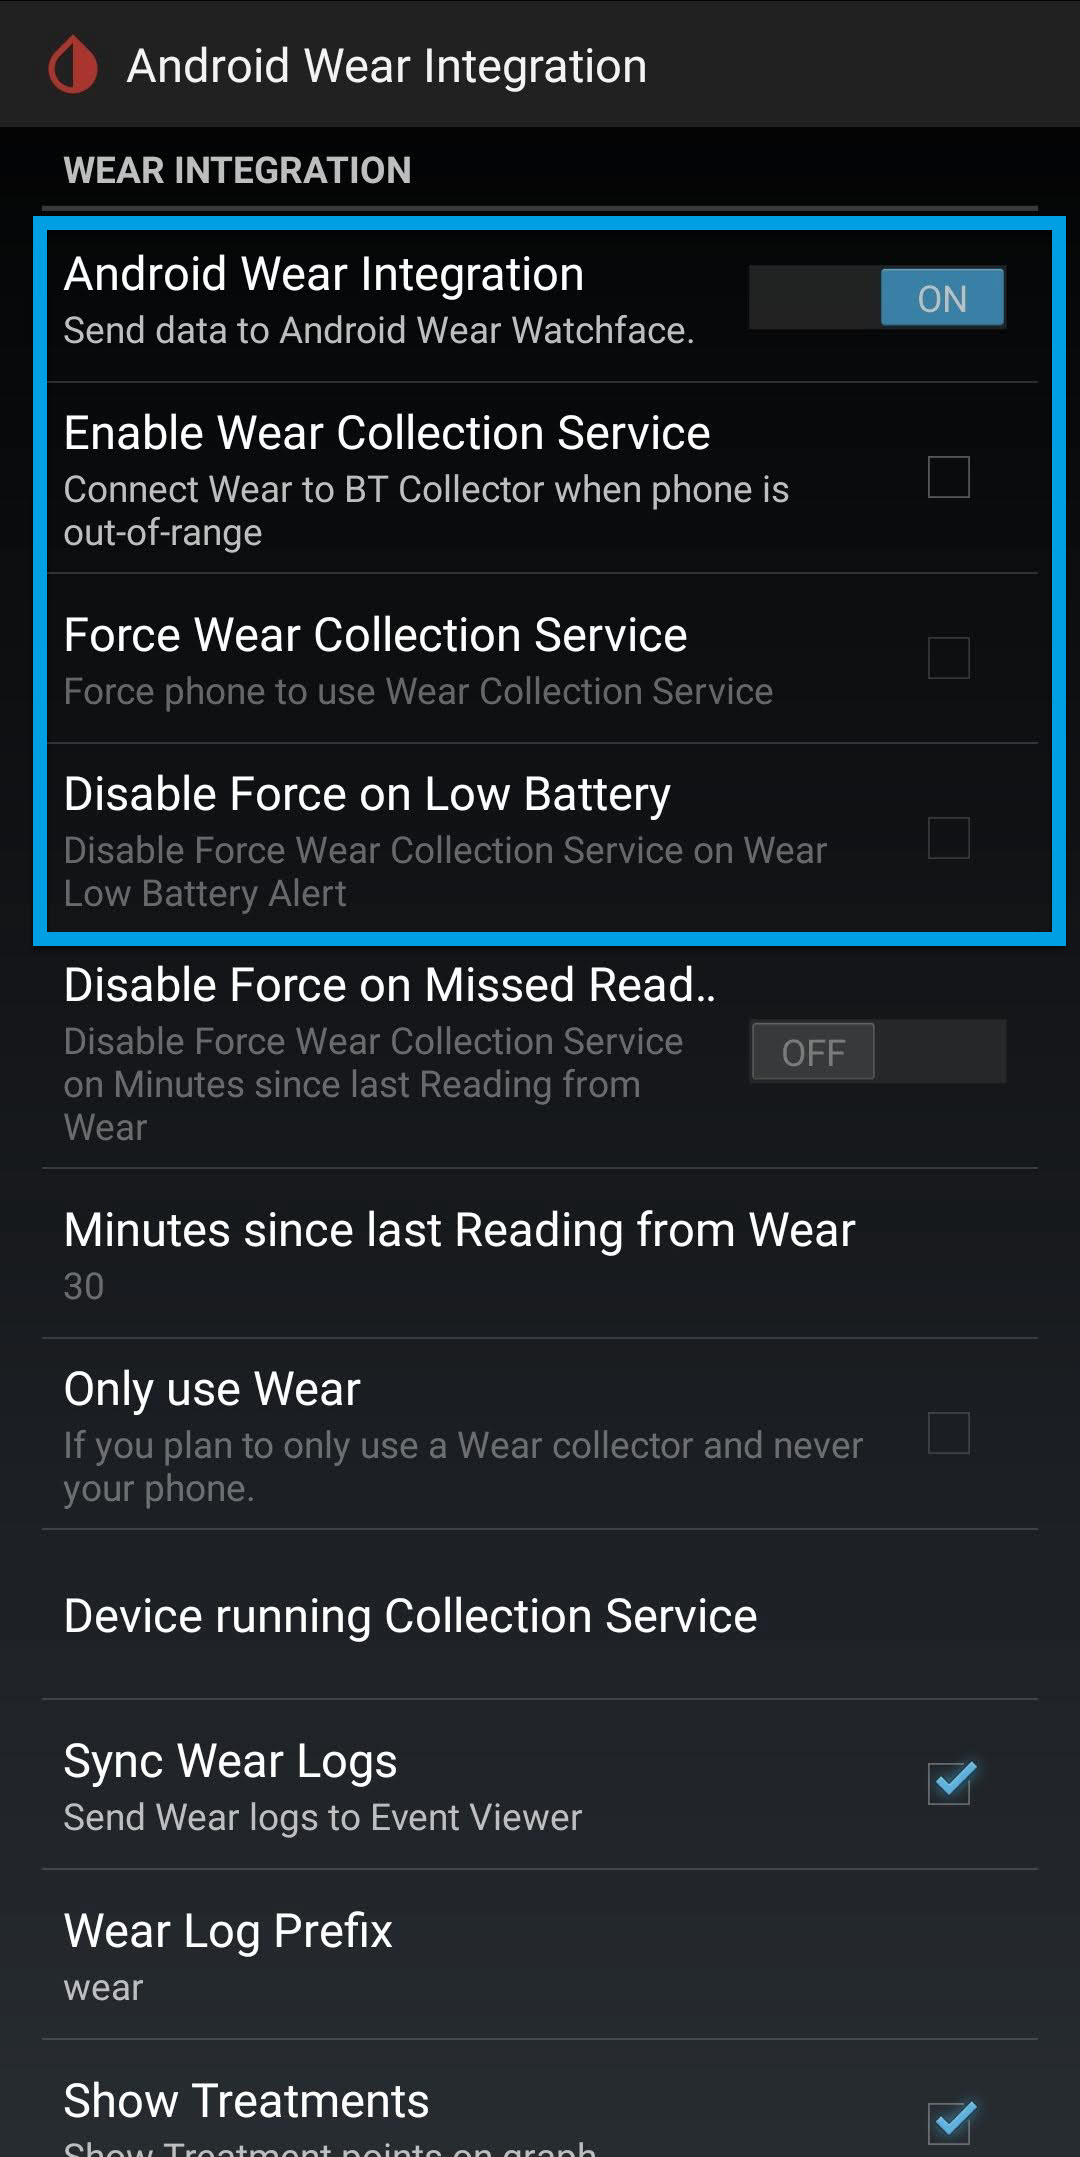 Android Wear Integration
WEAR INTEGRATION
Android Wear Integration
ON
Send data to Android Wear Watchface.
Enable Wear Collection Service
Connect Wear to BT Collector when phone is
out-of-range
Force Wear Collection Service
Force phone to use Wear Collection Service
Disable Force on Low Battery
Disable Force Wear Collection Service on Wear
Low Battery Alert
Disable Force on Missed Read..
Disable Force Wear Collection Service
OFF
on Minutes since last Reading from
Wear
Minutes since last Reading from Wear
30
Only use Wear
If you plan to only use a Wear collector and never
your phone.
Device running Collection Service
Sync Wear Logs
Send Wear logs to Event Viewer
Wear Log Prefix
wear
Show Treatments
Show Treatment points on graph